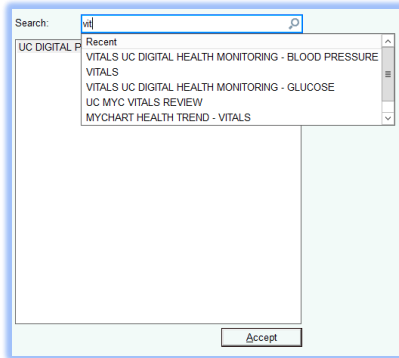 Search: vit
Recent
UC DIGITAL P
VITALS UC DIGITAL HEALTH MONITORING - BLOOD PRESSURE
VITALS
VITALS UC DIGITAL HEALTH MONITORING - GLUCOSE
UC MYC VITALS REVIEW
MYCHART HEALTH TREND - VITALS
Accept